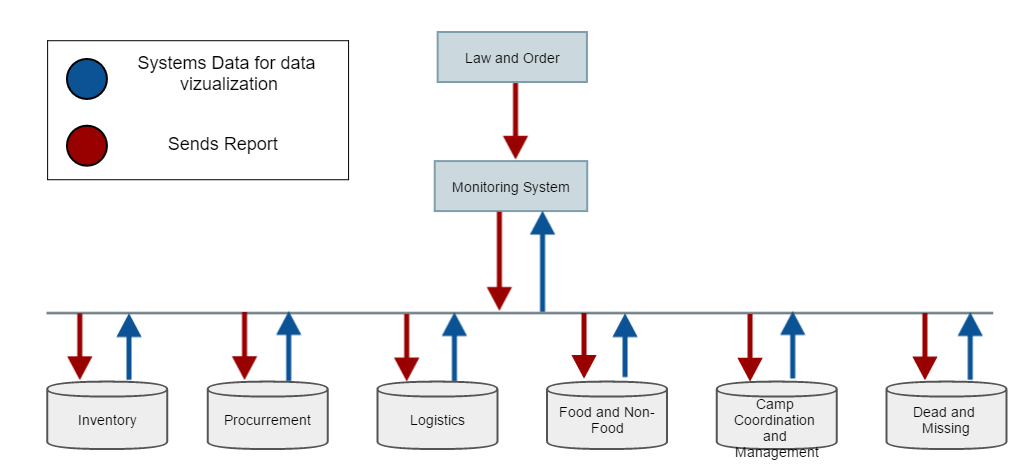 Law and Order
Systems Data for data
vizualization
Sends Report
Monitoring System
Inventory
Procurrement
Logistics
Food and Non-
Food
Camp
Coordination
and
Management
Dead and
Missing